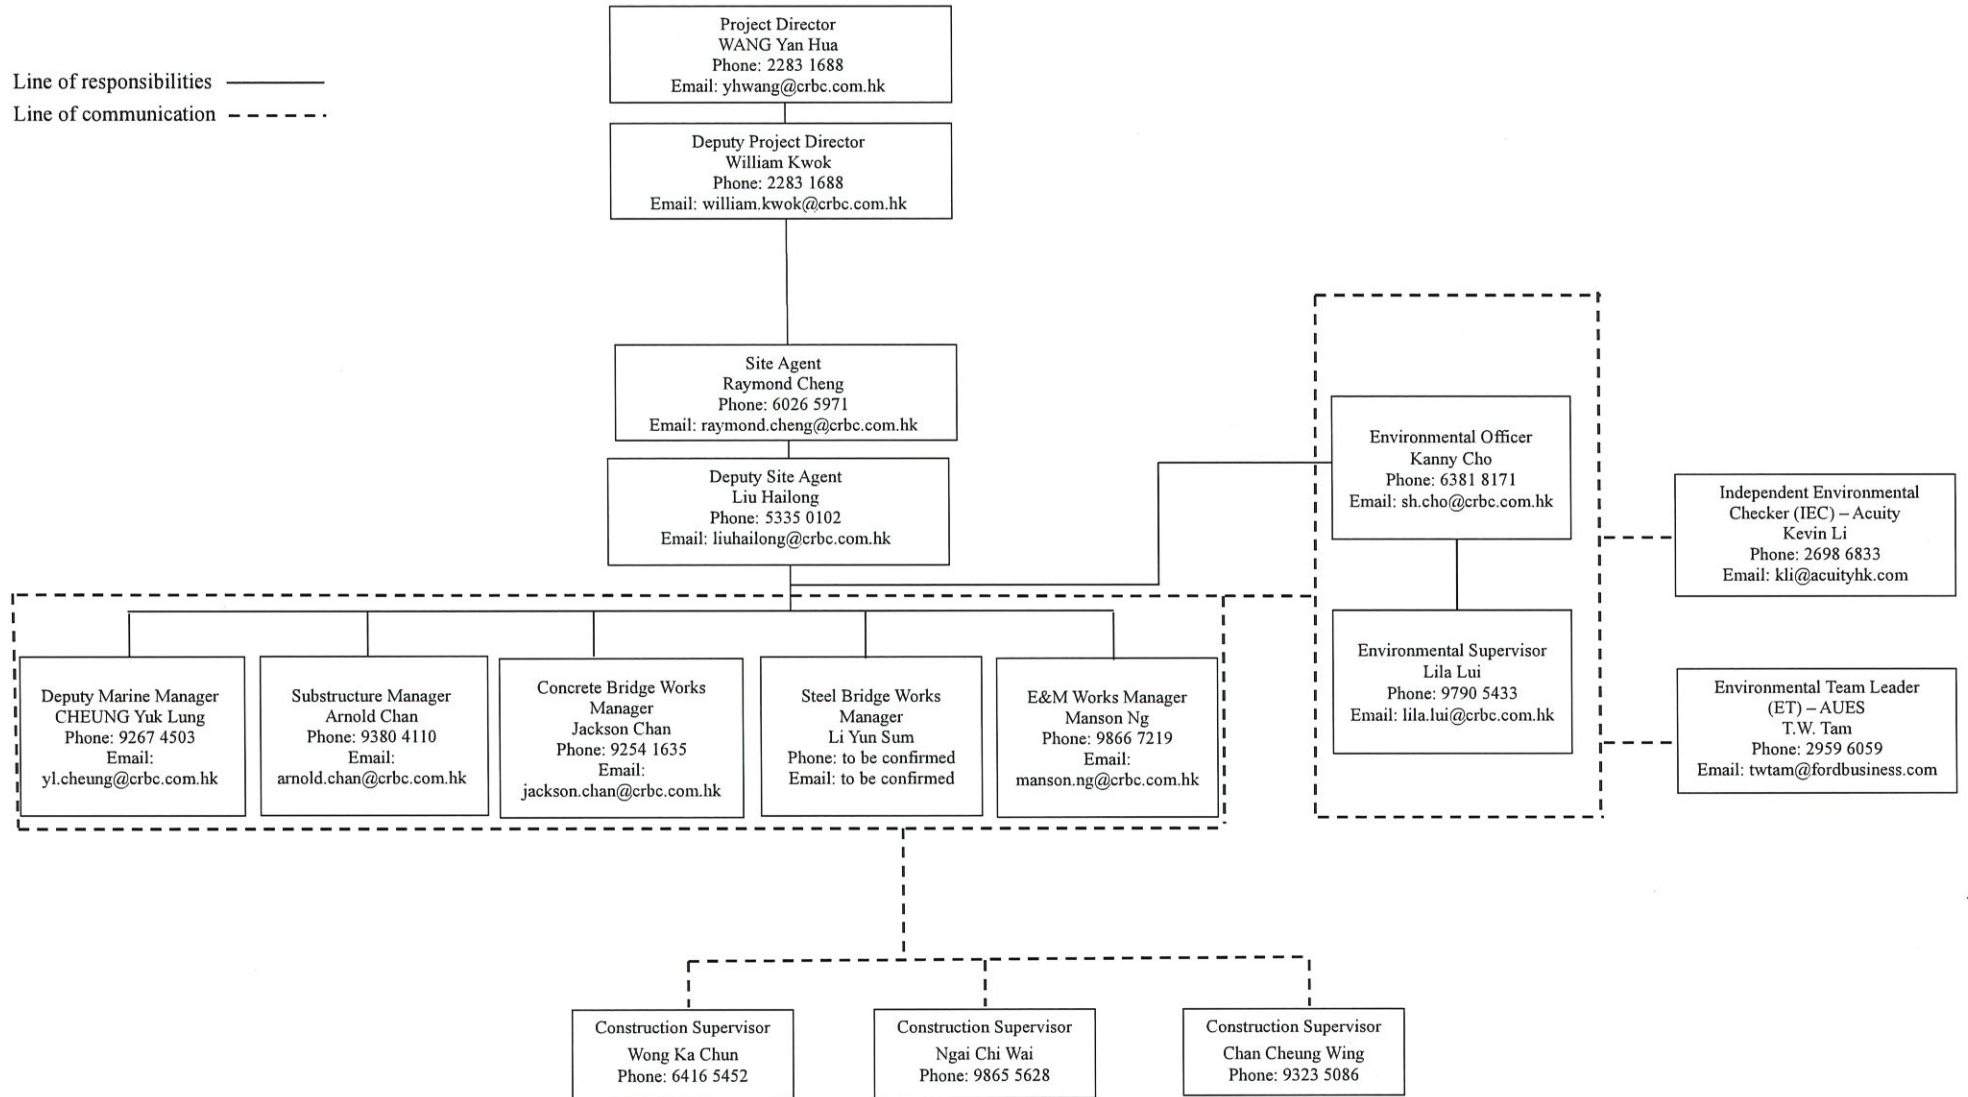 Line of responsibilities
Line of communication
Project Director
WANG Yan Hua
Phone: 2283 1688
Email: yhwang@crbc.com.hk
Deputy Project Director
William Kwok
Phone: 2283 1688
Email: william.kwok@crbc.com.hk
Site Agent
Raymond Cheng
Phone: 6026 5971
Email: raymond.cheng@crbc.com.hk
Deputy Site Agent
Liu Hailong
Phone: 5335 0102
Email: liuhailong@crbc.com.hk
Environmental Officer
Kanny Cho
Phone: 6381 8171
Email: sh.cho@crbc.com.hk
Independent Environmental
Checker (IEC) – Acuity
Kevin Li
Phone: 2698 6833
Email: kli@acuityhk.com
Deputy Marine Manager
CHEUNG Yuk Lung
Phone: 9267 4503
Email:
yl.cheung@crbc.com.hk
Substructure Manager
Arnold Chan
Phone: 9380 4110
Email:
arnold.chan@crbc.com.hk
Concrete Bridge Works
Manager
Jackson Chan
Phone: 9254 1635
Email:
jackson.chan@crbc.com.hk
Steel Bridge Works
Manager
Li Yun Sum
Phone: to be confirmed
Email: to be confirmed
E&M Works Manager
Manson Ng
Phone: 9866 7219
Email:
manson.ng@crbc.com.hk
Environmental Supervisor
Lila Lui
Phone: 9790 5433
Email: lila.lui@crbc.com.hk
Environmental Team Leader
(ET) – AUES
T.W. Tam
Phone: 2959 6059
Email: twtam@fordbusiness.com
Construction Supervisor
Wong Ka Chun
Phone: 6416 5452
Construction Supervisor
Ngai Chi Wai
Phone: 9865 5628
Construction Supervisor
Chan Cheung Wing
Phone: 9323 5086